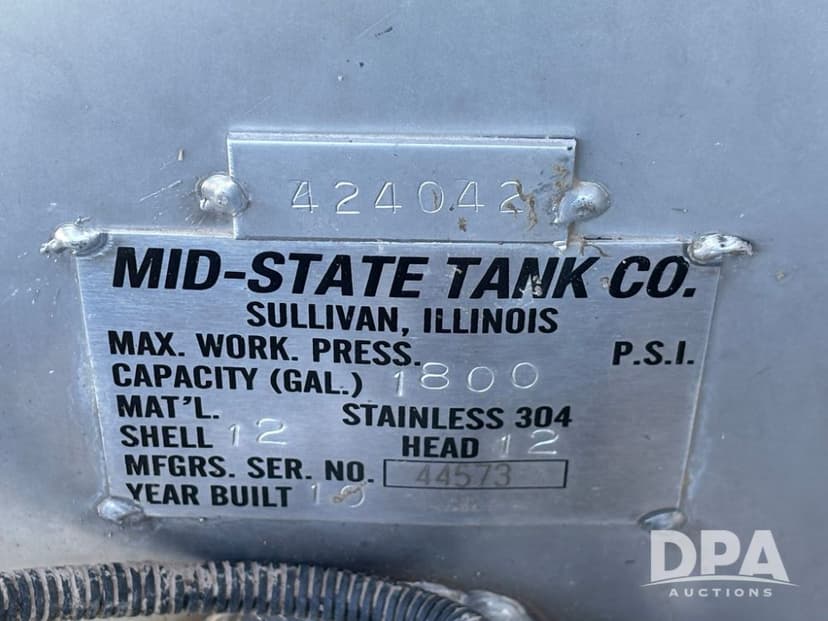 424042
MID-STATE TANK CO.
SULLIVAN, ILLINOIS
MAX. WORK. PRESS. P.S.I.
CAPACITY (GAL.) 1800
MAT'L. STAINLESS 304
SHELL 12 HEAD 12
MFGRS. SER. NO. 44573
YEAR BUILT
DPA
AUCTIONS